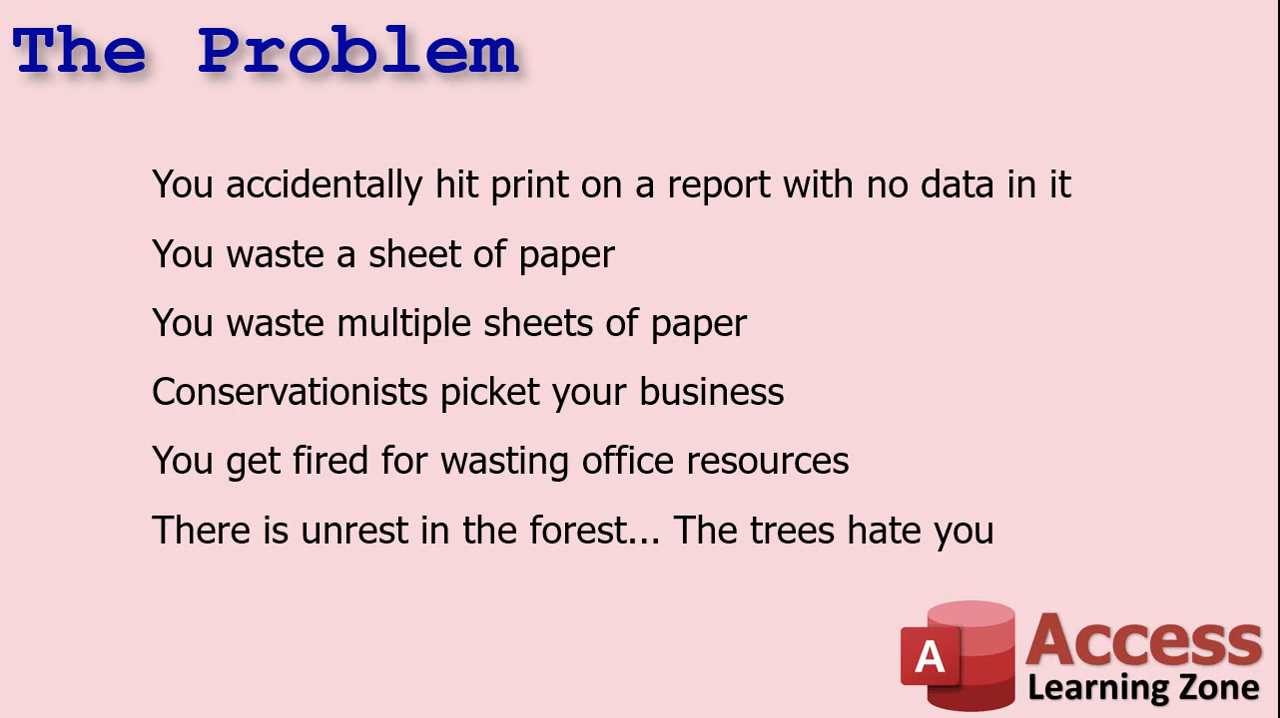 The Problem
You accidentally hit print on a report with no data in it
You waste a sheet of paper
You waste multiple sheets of paper
Conservationists picket your business
You get fired for wasting office resources
There is unrest in the forest... The trees hate you
A
Access
Learning Zone